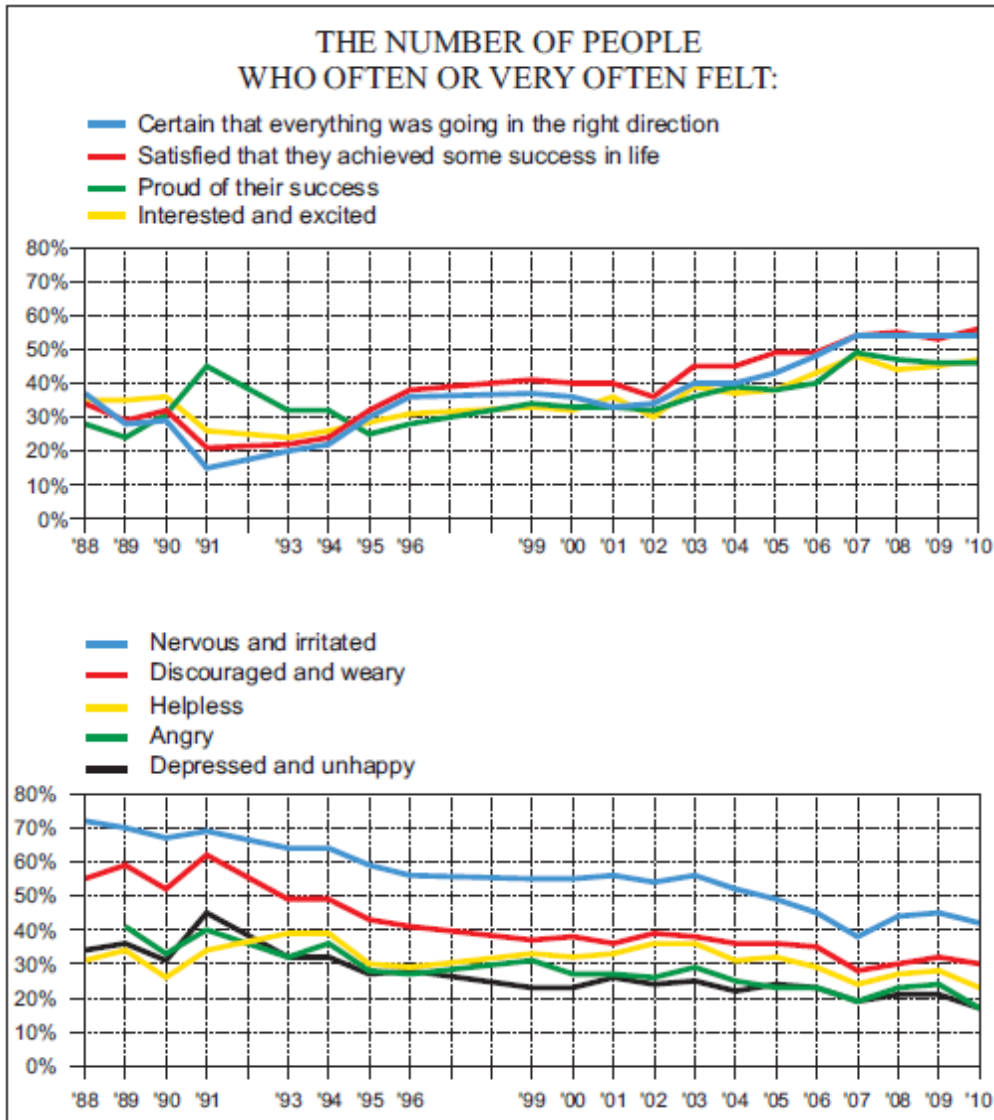 THE NUMBER OF PEOPLE
WHO OFTEN OR VERY OFTEN FELT:
Certain that everything was going in the right direction
Satisfied that they achieved some success in life
Proud of their success
Interested and excited
80%
70%
60%
50%
40%
30%
20%
10%
0%
'88 '89 '90 '91 '93 '94 '95 '96 '99 '00 '01 '02 '03 '04 '05 '06 '07 '08 '09 '10
Nervous and irritated
Discouraged and weary
Helpless
Angry
Depressed and unhappy
80%
70%
60%
50%
40%
30%
20%
10%
0%
'88 '89 '90 '91 '93 '94 '95 '96 '99 '00 '01 '02 '03 '04 '05 '06 '07 '08 '09 '10